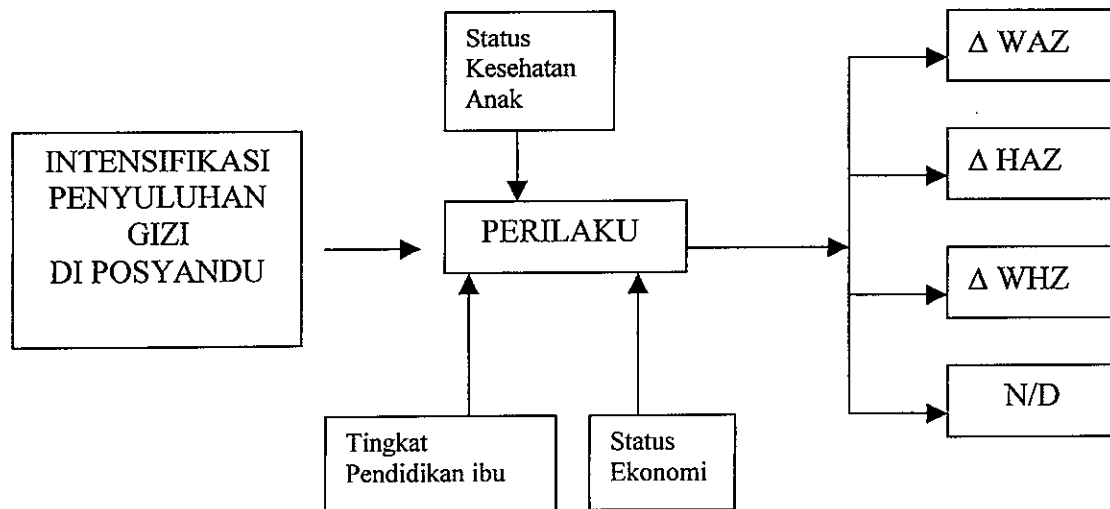 Status
Kesehatan
Anak
INTENSIFIKASI
PENYULUHAN
GIZI
DI POSYANDU
PERILAKU
Tingkat
Pendidikan ibu
Status
Ekonomi
Δ WAZ
Δ HAZ
Δ WHZ
N/D